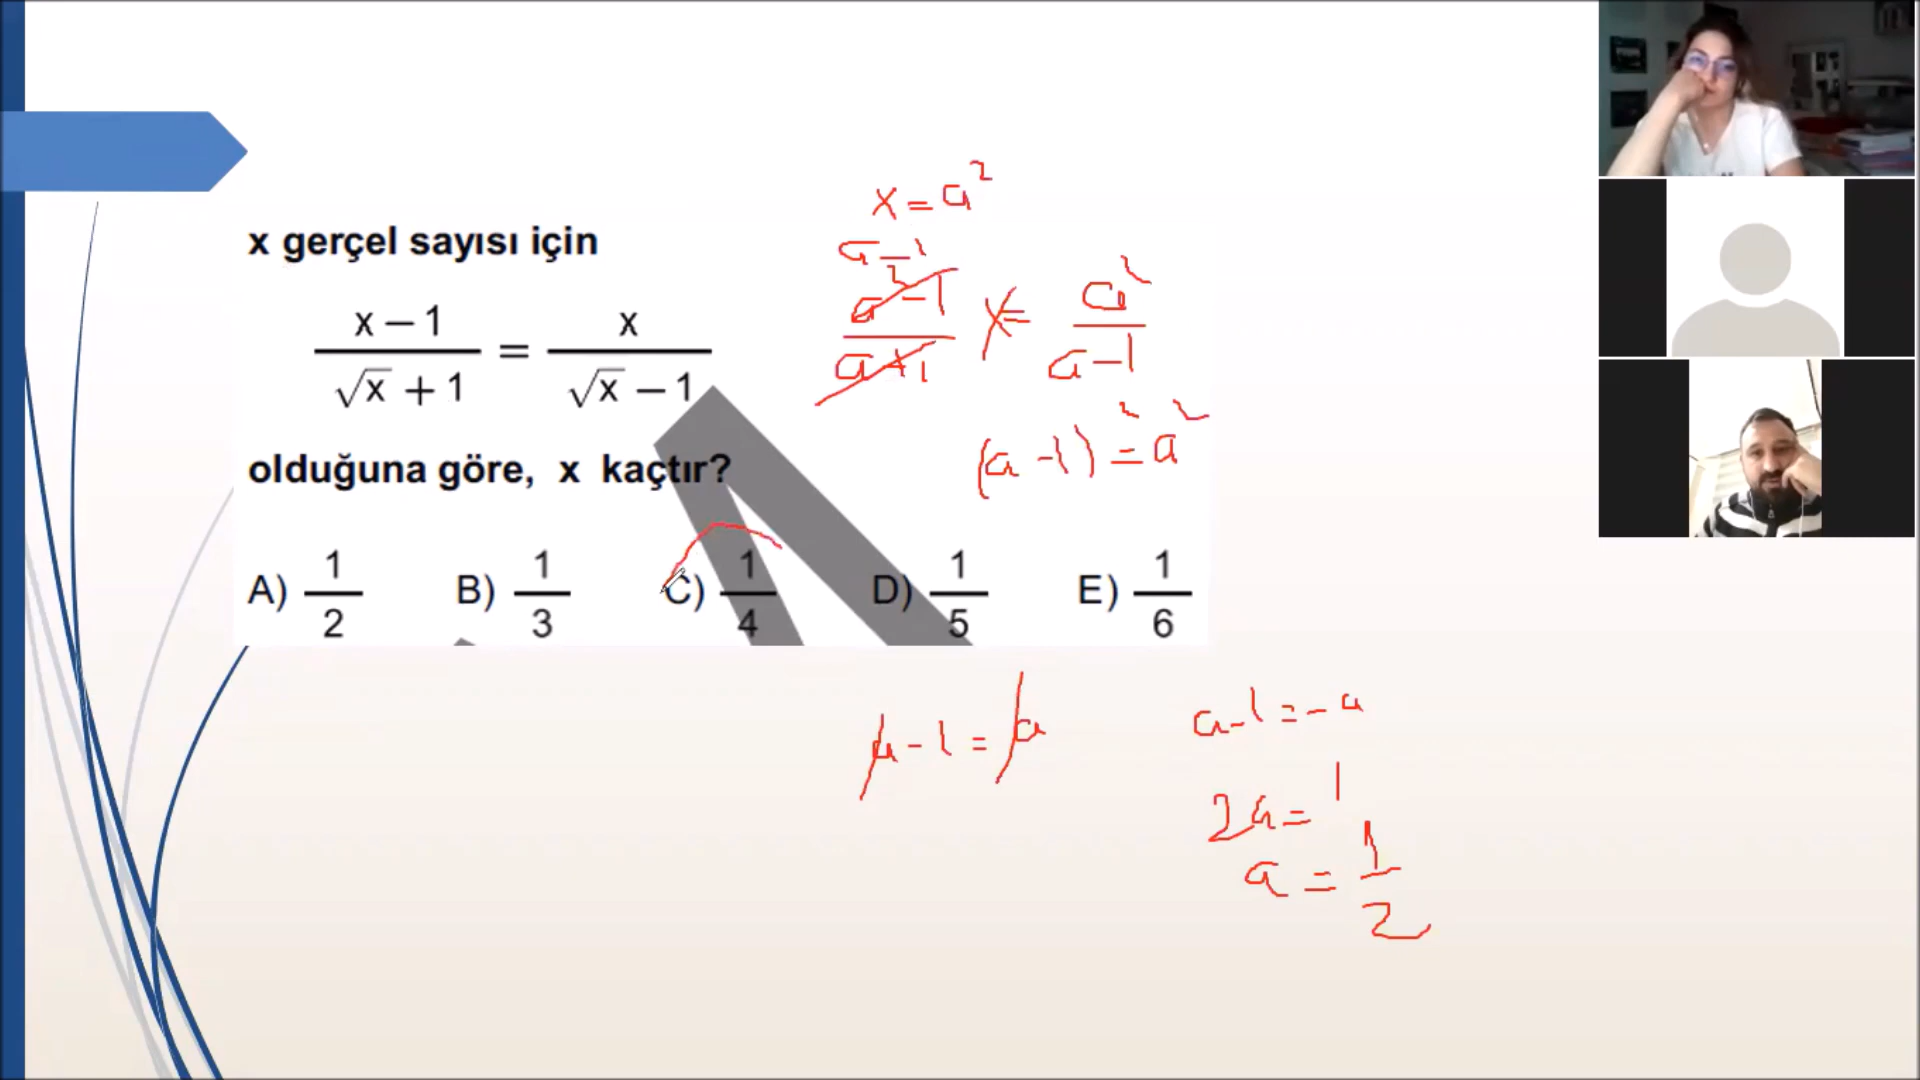 x gerçel sayısı için
x – 1 / √x + 1 = x / √x – 1
olduğuna göre, x kaçtır?
A) 1/2 B) 1/3 C) 1/4 D) 1/5 E) 1/6
x = a²
a – 1
a² – 1 / a + 1 = a² / a – 1
(a – 1)² = a²
a – 1 = a
a – 1 = – a
2a = 1
a = 1/2